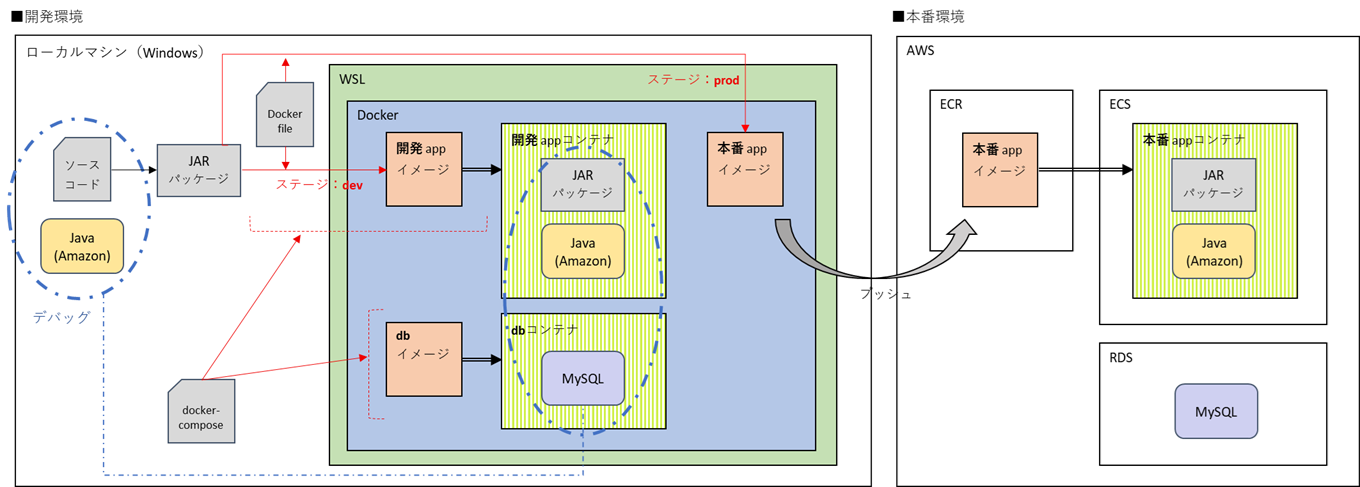 ■開発環境
ローカルマシン（Windows）
WSL
Docker
Docker
file
ステージ：prod
ソース
コード
JAR
パッケージ
ステージ：dev
Java
(Amazon)
デバッグ
docker-
compose
開発 app
イメージ
開発 appコンテナ
JAR
パッケージ
Java
(Amazon)
本番 app
イメージ
db
イメージ
dbコンテナ
MySQL
プッシュ
■本番環境
AWS
ECR
本番 app
イメージ
ECS
本番 appコンテナ
JAR
パッケージ
Java
(Amazon)
RDS
MySQL